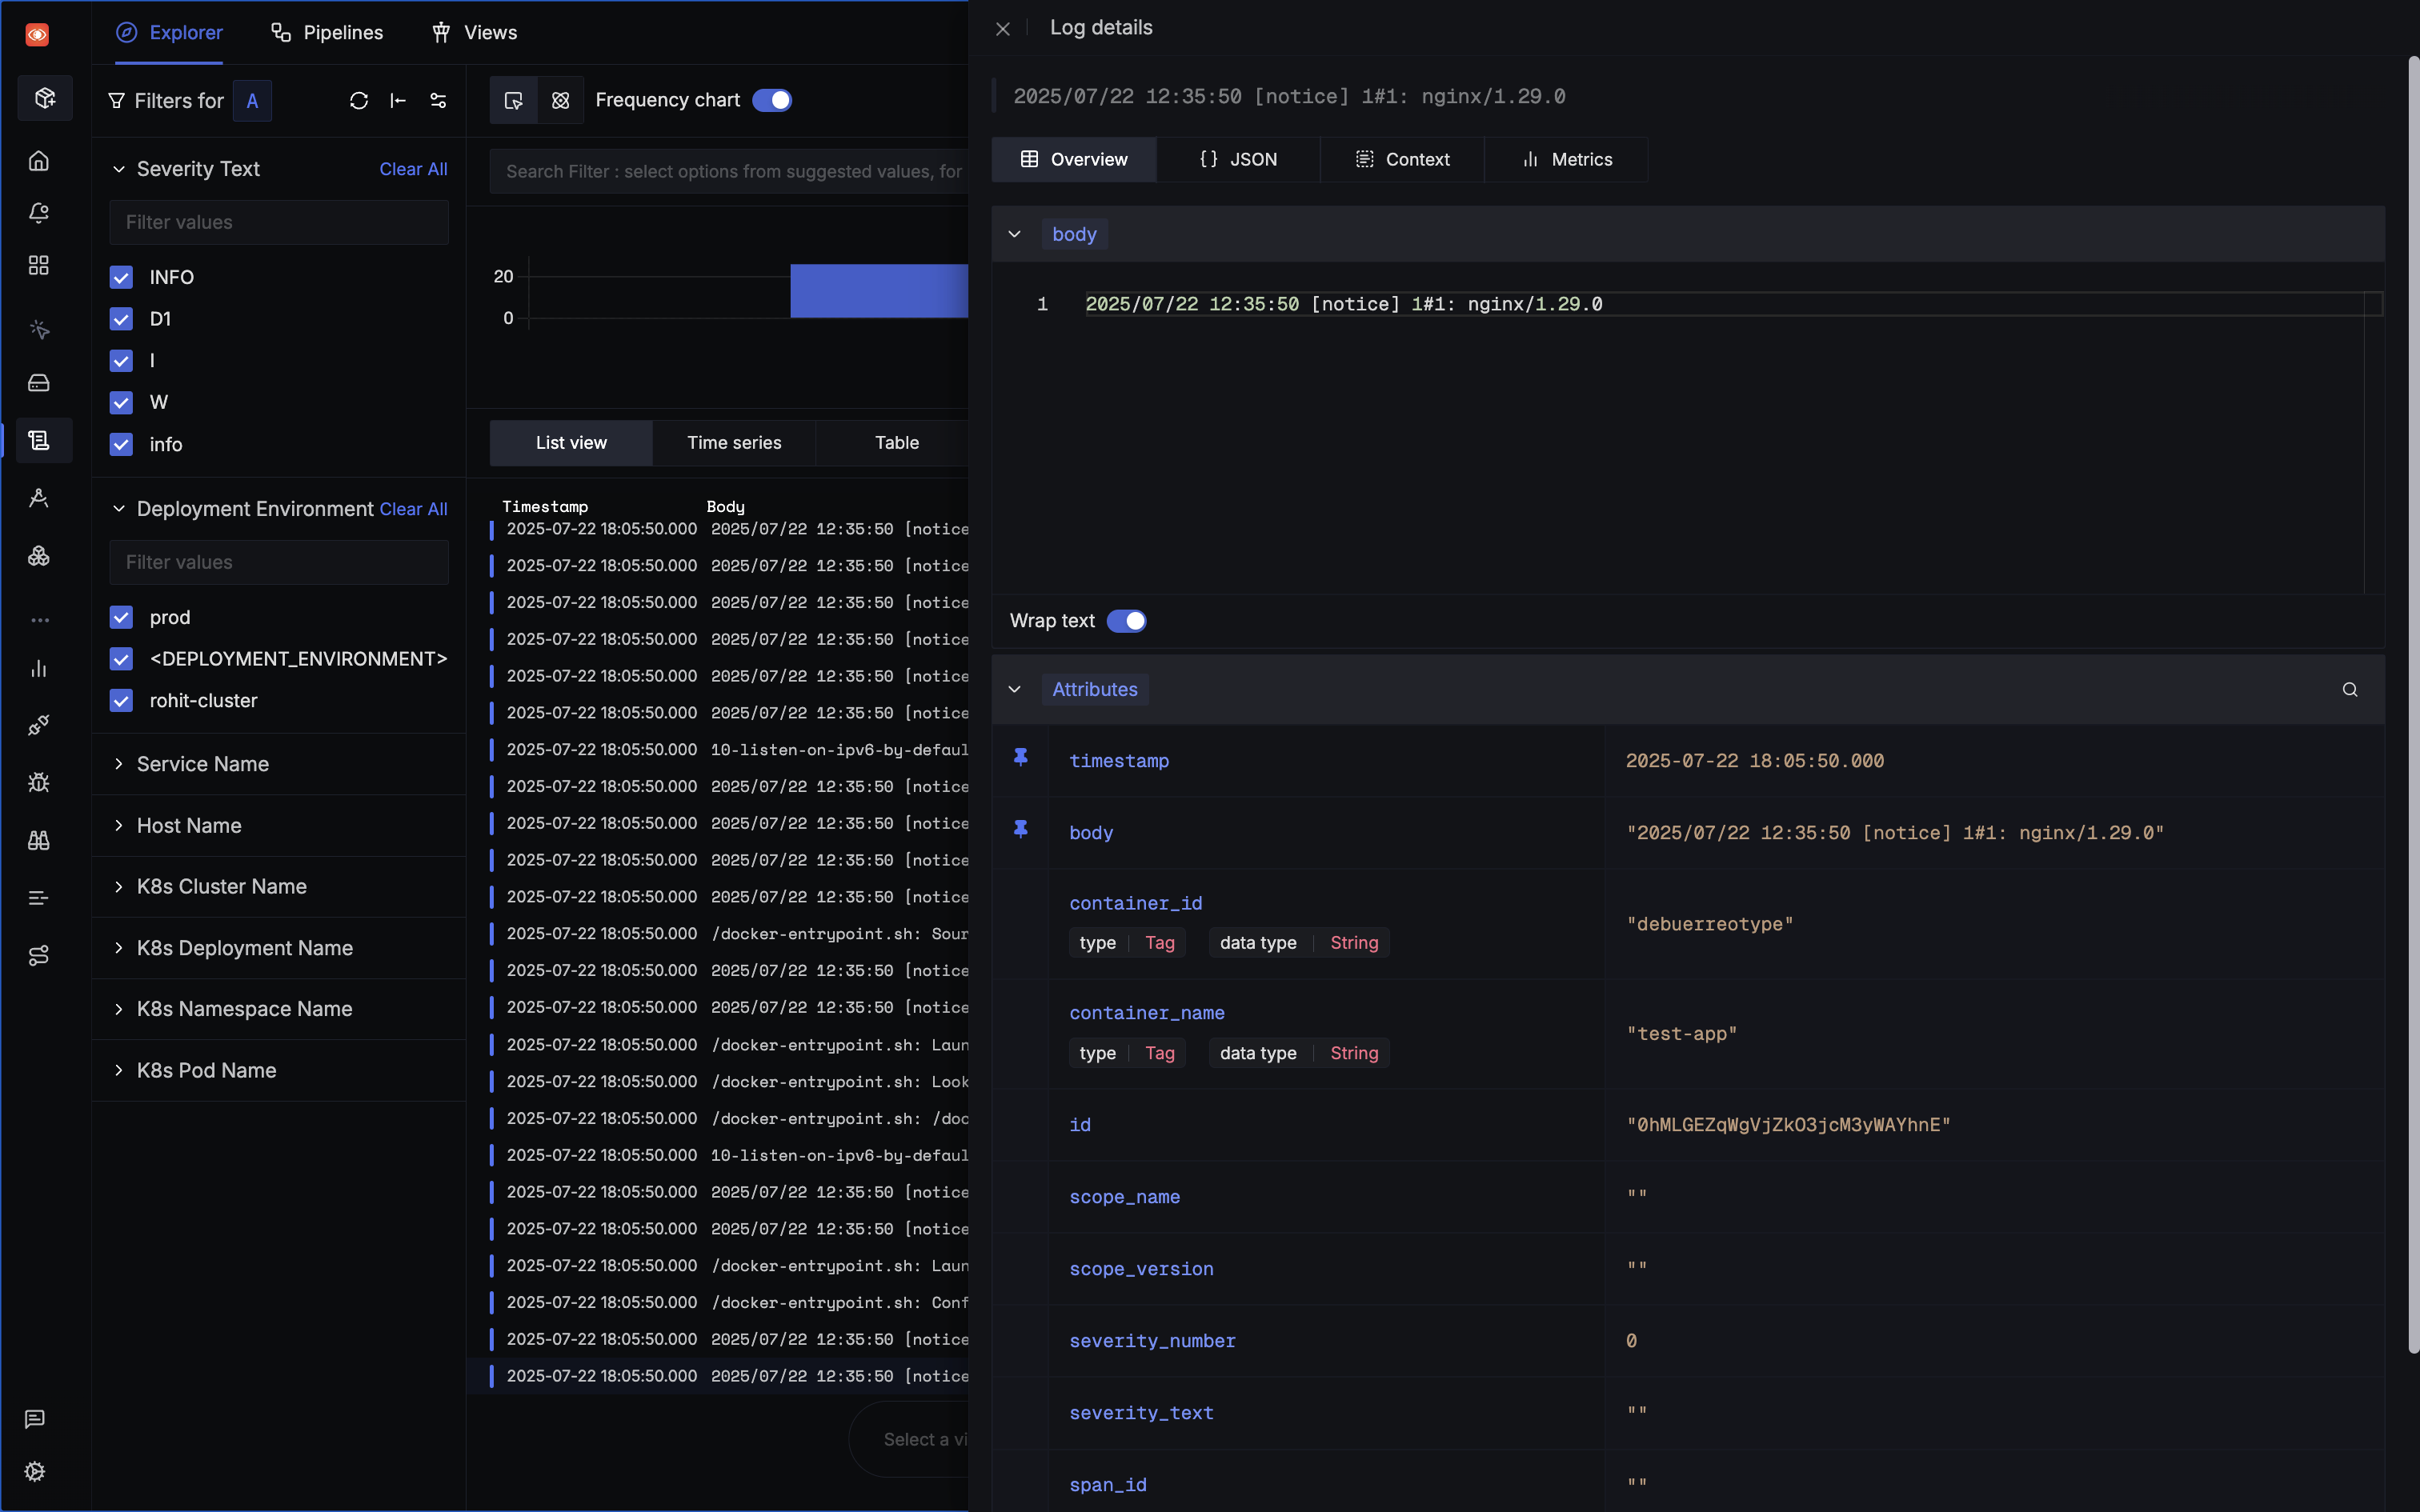 Explorer
Pipelines
Views
Filters for A
Severity Text
Clear All
Filter values
INFO
D1
I
W
info
Deployment Environment
Clear All
Filter values
prod
<DEPLOYMENT_ENVIRONMENT>
rohit-cluster
Service Name
Host Name
K8s Cluster Name
K8s Deployment Name
K8s Namespace Name
K8s Pod Name
Frequency chart
Search Filter : select options from suggested values, for
20
0
List view
Time series
Table
Timestamp Body
2025-07-22 18:05:50.000 2025/07/22 12:35:50 [notice
2025-07-22 18:05:50.000 2025/07/22 12:35:50 [notice
2025-07-22 18:05:50.000 2025/07/22 12:35:50 [notice
2025-07-22 18:05:50.000 2025/07/22 12:35:50 [notice
2025-07-22 18:05:50.000 2025/07/22 12:35:50 [notice
2025-07-22 18:05:50.000 2025/07/22 12:35:50 [notice
2025-07-22 18:05:50.000 10-listen-on-ipv6-by-defaul
2025-07-22 18:05:50.000 2025/07/22 12:35:50 [notice
2025-07-22 18:05:50.000 2025/07/22 12:35:50 [notice
2025-07-22 18:05:50.000 2025/07/22 12:35:50 [notice
2025-07-22 18:05:50.000 2025/07/22 12:35:50 [notice
2025-07-22 18:05:50.000 /docker-entrypoint.sh: Sour
2025-07-22 18:05:50.000 2025/07/22 12:35:50 [notice
2025-07-22 18:05:50.000 2025/07/22 12:35:50 [notice
2025-07-22 18:05:50.000 /docker-entrypoint.sh: Laun
2025-07-22 18:05:50.000 /docker-entrypoint.sh: Look
2025-07-22 18:05:50.000 /docker-entrypoint.sh: /doc
2025-07-22 18:05:50.000 10-listen-on-ipv6-by-defaul
2025-07-22 18:05:50.000 2025/07/22 12:35:50 [notice
2025-07-22 18:05:50.000 2025/07/22 12:35:50 [notice
2025-07-22 18:05:50.000 /docker-entrypoint.sh: Laun
2025-07-22 18:05:50.000 /docker-entrypoint.sh: Conf
2025-07-22 18:05:50.000 2025/07/22 12:35:50 [notice
2025-07-22 18:05:50.000 2025/07/22 12:35:50 [notice
Select a vi
Log details
2025/07/22 12:35:50 [notice] 1#1: nginx/1.29.0
Overview
{ } JSON
Context
Metrics
body
1 2025/07/22 12:35:50 [notice] 1#1: nginx/1.29.0
Wrap text
Attributes
timestamp 2025-07-22 18:05:50.000
body "2025/07/22 12:35:50 [notice] 1#1: nginx/1.29.0"
container_id
type Tag data type String
"debuerreotype"
container_name
type Tag data type String
"test-app"
id "0hMLGEZqWgVjZkO3jcM3yWAYhnE"
scope_name ""
scope_version ""
severity_number 0
severity_text ""
span_id ""